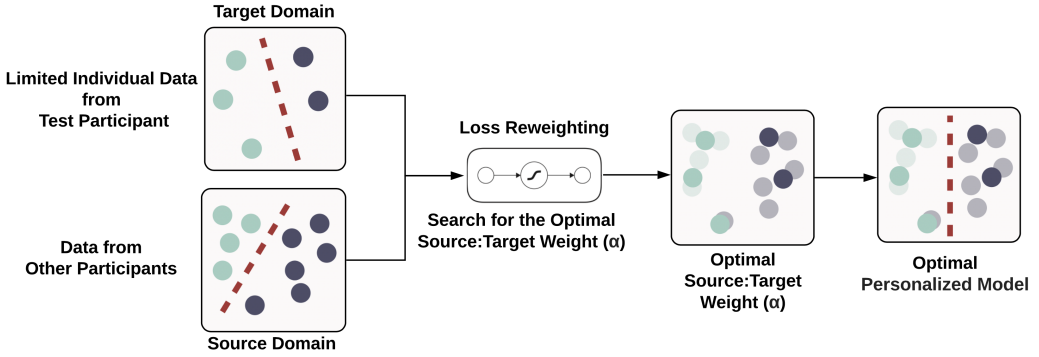 Target Domain
Limited Individual Data
from
Test Participant
Data from
Other Participants
Source Domain
Loss Reweighting
Search for the Optimal
Source:Target Weight (α)
Optimal
Source:Target
Weight (α)
Optimal
Personalized Model